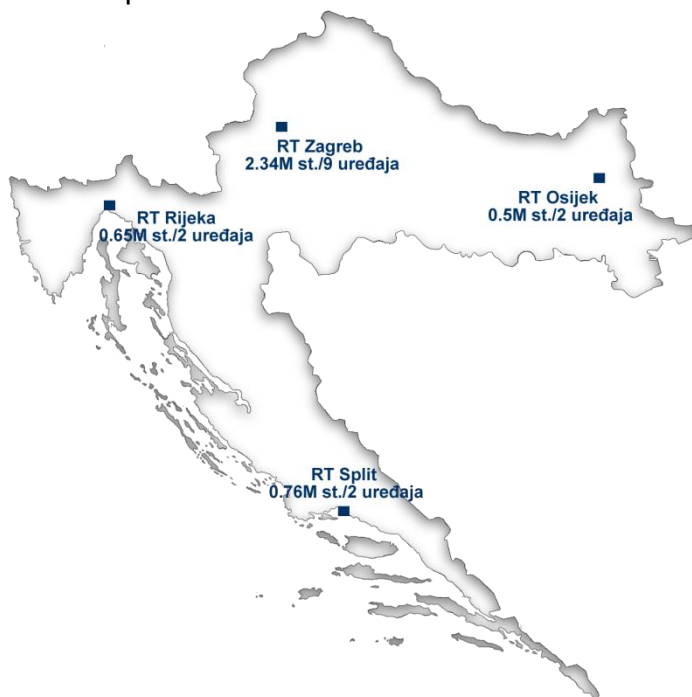 RT Zagreb
2.34M st./9 uređaja
RT Osijek
0.5M st./2 uređaja
RT Rijeka
0.65M st./2 uređaja
RT Split
0.76M st./2 uređaja